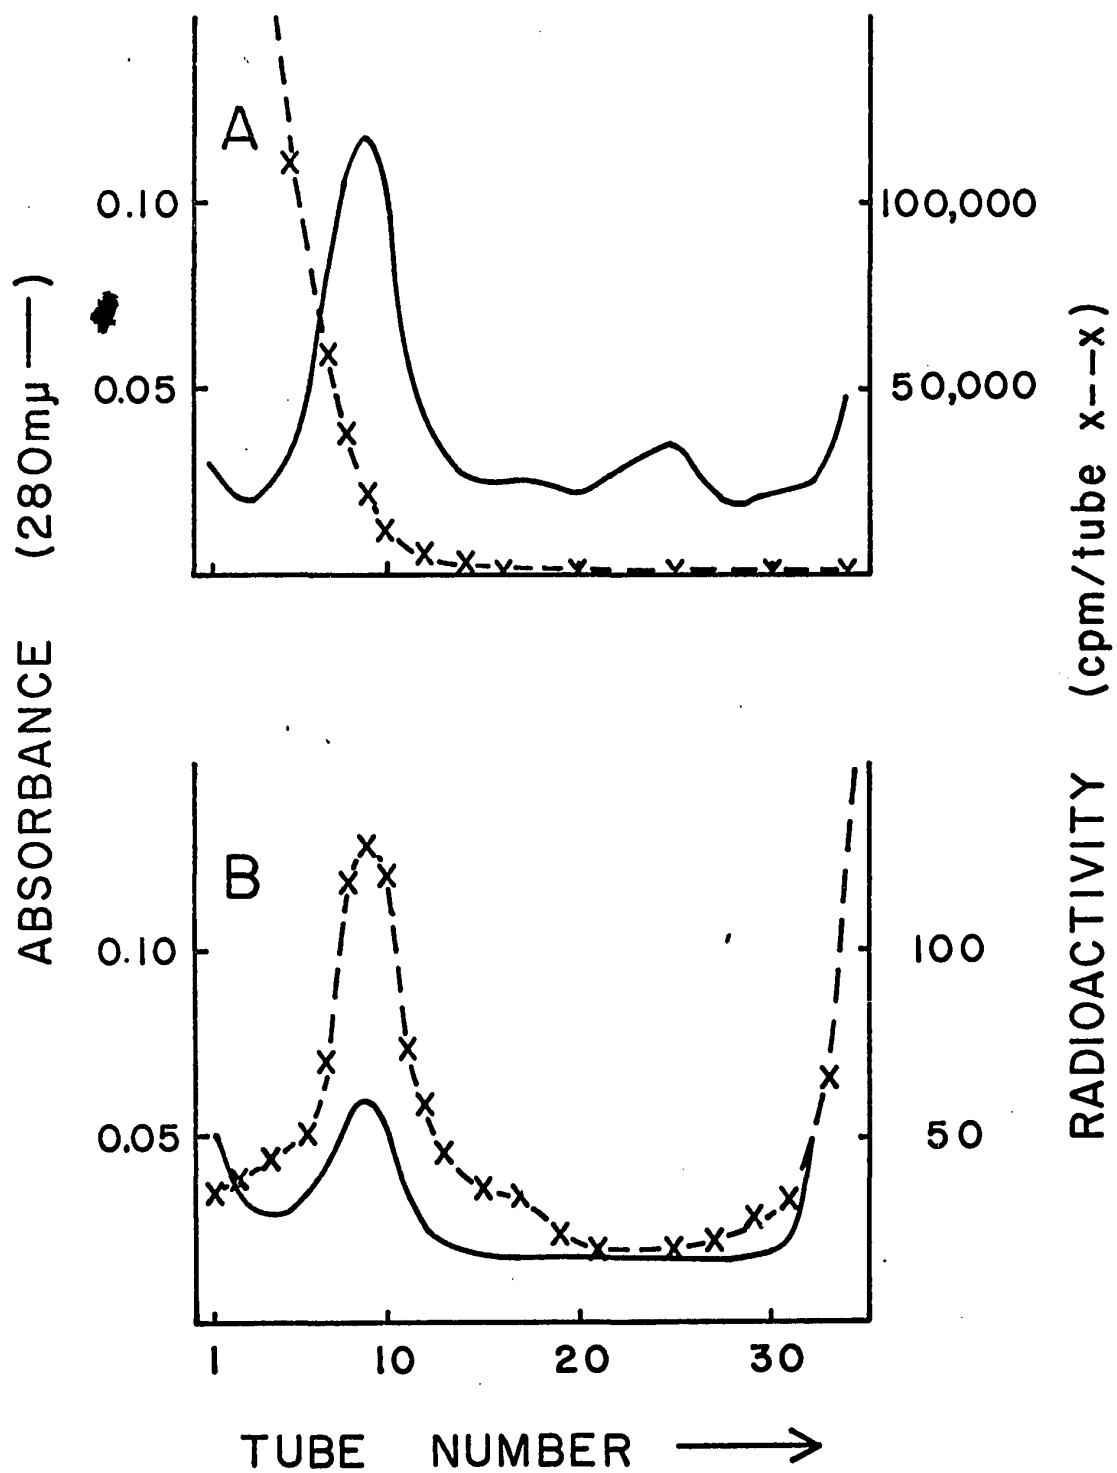 A
0.10
0.05
100,000
50,000
B
0.10
0.05
100
50
1 10 20 30
TUBE NUMBER →
ABSORBANCE (280mµ —)
RADIOACTIVITY (cpm/tube x--x)